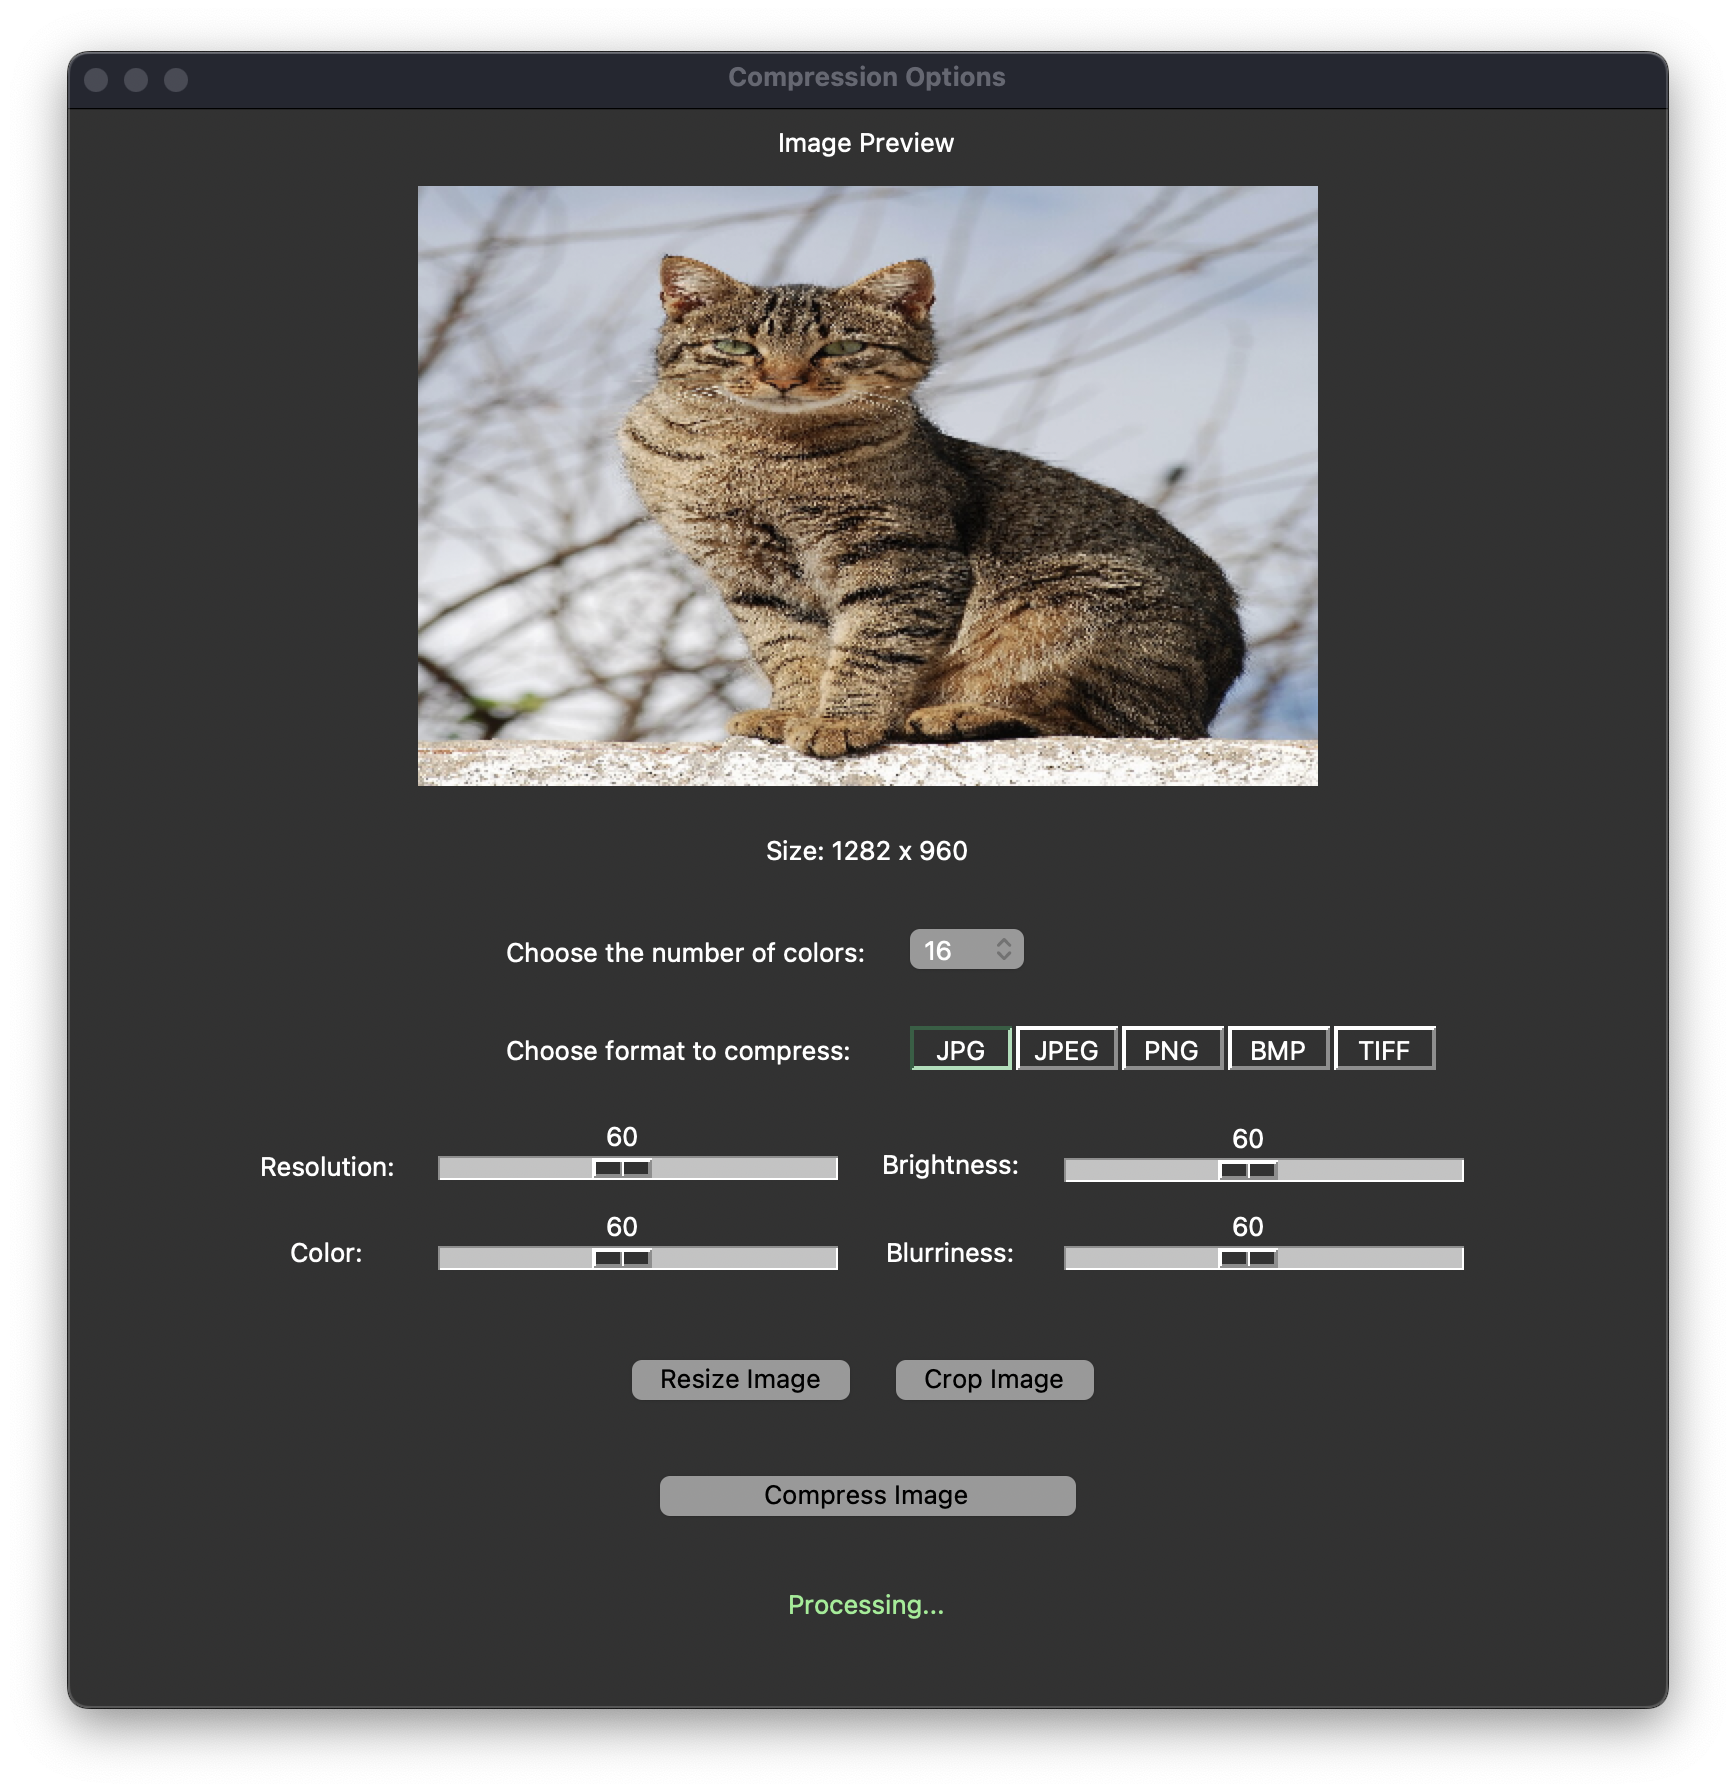 Compression Options
Image Preview
Size: 1282 x 960
Choose the number of colors: 16
Choose format to compress: JPG JPEG PNG BMP TIFF
60 60
Resolution: Brightness:
60 60
Color: Blurriness:
Resize Image Crop Image
Compress Image
Processing...